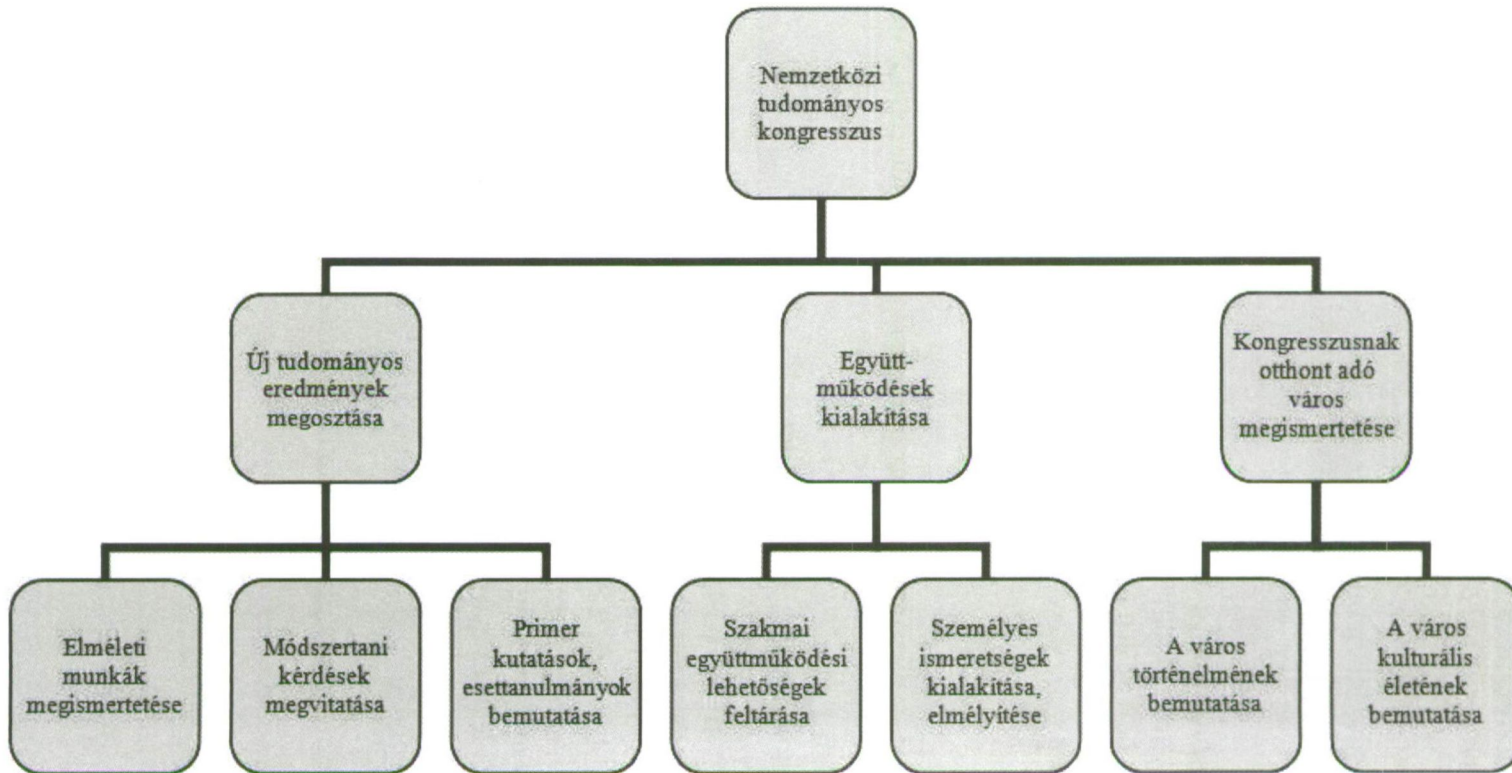 Nemzetközi
tudományos
kongresszus
Új tudományos
eredmények
megosztása
Együtt-
működések
kialakítása
Kongresszusnak
otthont adó
város
megismertetése
Elméleti
munkák
megismertetése
Módszertani
kérdések
megvitatása
Primer
kutatások,
esettanulmányok
bemutatása
Szakmai
együttműködési
lehetőségek
feltárása
Személyes
ismeretségek
kialakítása,
elmélyítése
A város
történelmének
bemutatása
A város
kulturális
életének
bemutatása